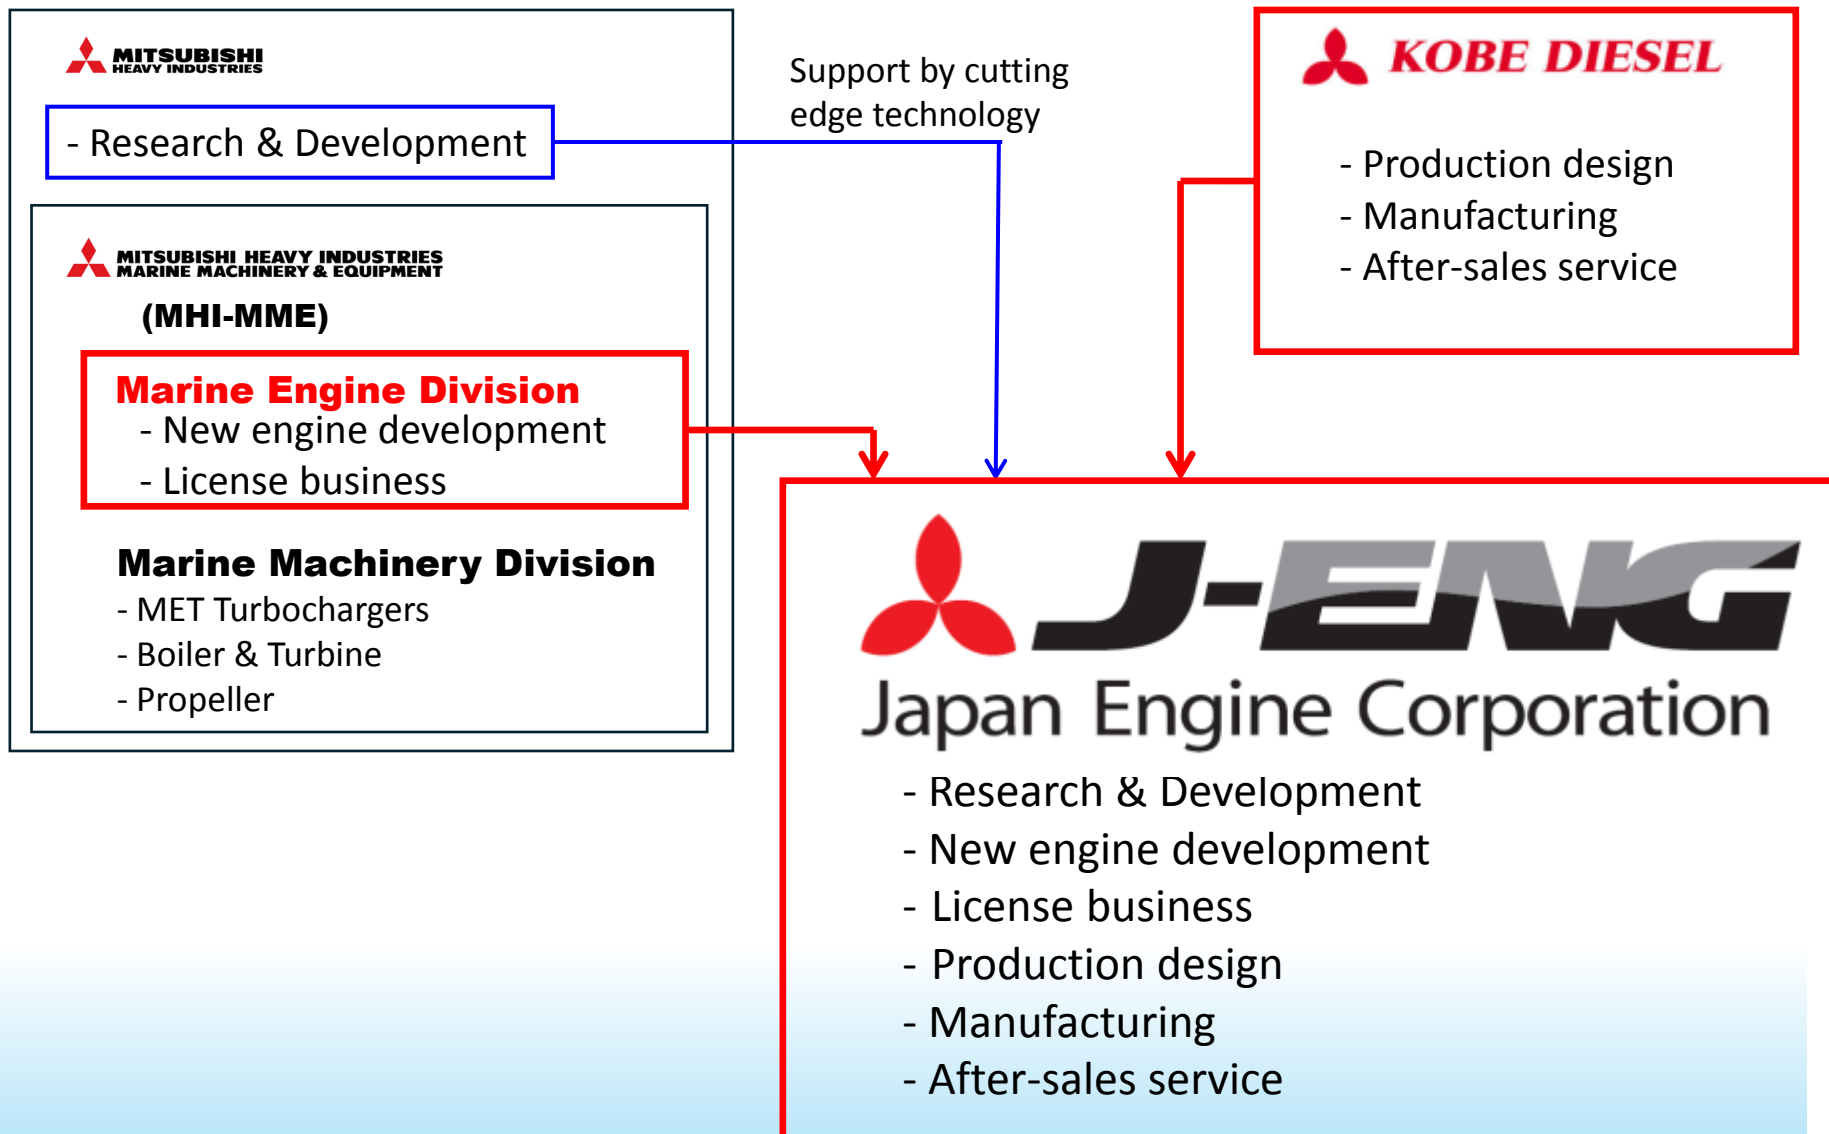 MITSUBISHI
HEAVY INDUSTRIES
- Research & Development
MITSUBISHI HEAVY INDUSTRIES
MARINE MACHINERY & EQUIPMENT
(MHI-MME)
Marine Engine Division
- New engine development
- License business
Marine Machinery Division
- MET Turbochargers
- Boiler & Turbine
- Propeller
Support by cutting
edge technology
KOBE DIESEL
- Production design
- Manufacturing
- After-sales service
J-ENG
Japan Engine Corporation
- Research & Development
- New engine development
- License business
- Production design
- Manufacturing
- After-sales service